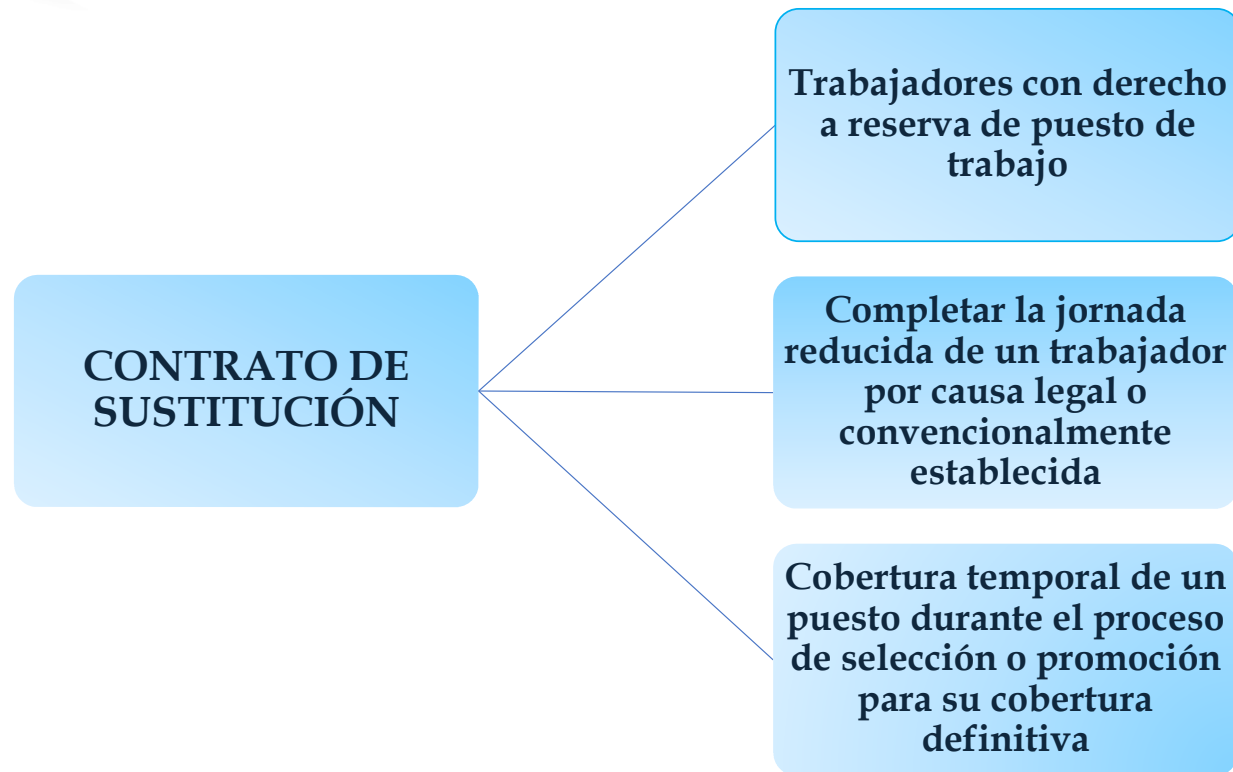 CONTRATO DE
SUSTITUCIÓN
Trabajadores con derecho
a reserva de puesto de
trabajo
Completar la jornada
reducida de un trabajador
por causa legal o
convencionalmente
establecida
Cobertura temporal de un
puesto durante el proceso
de selección o promoción
para su cobertura
definitiva